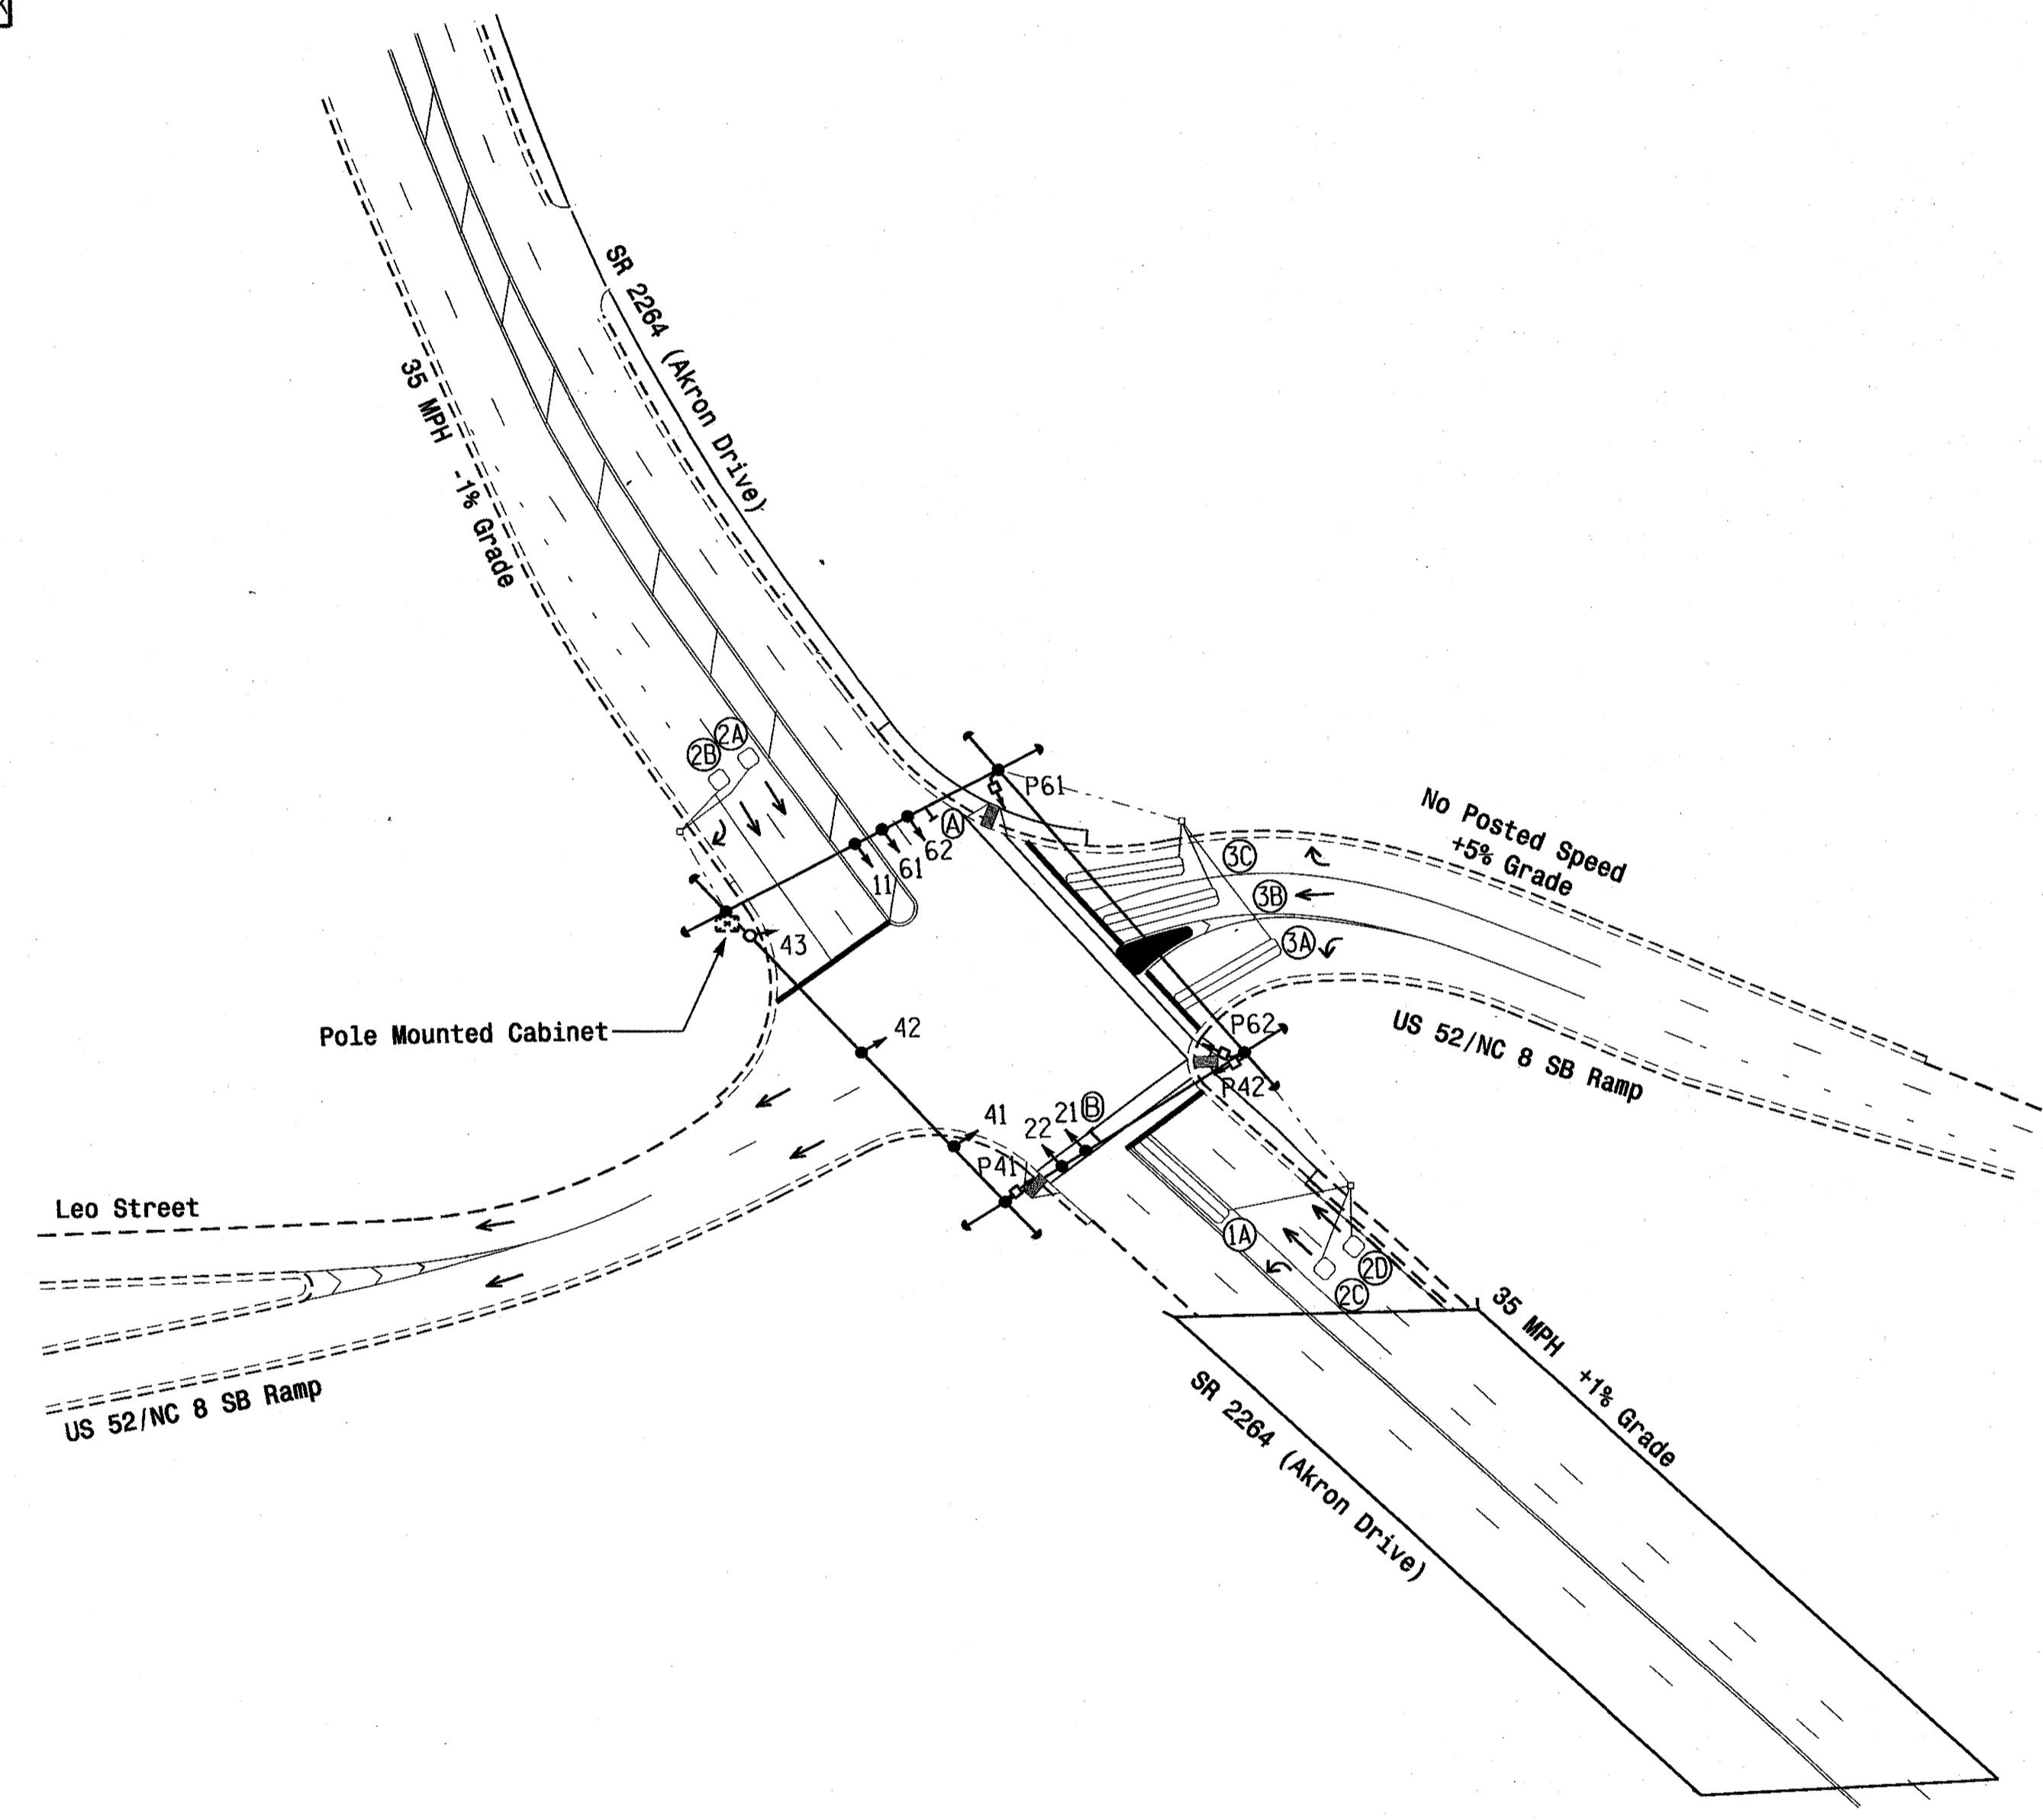 SR 2264 (Akron Drive)
35 MPH -1% Grade
2A
2B
P61
A
62
61
11
43
No Posted Speed
+5% Grade
3C
3B
3A
Pole Mounted Cabinet
42
P62
US 52/NC 8 SB Ramp
P42
41
22
21
B
P41
Leo Street
1A
2D
2C
35 MPH +1% Grade
US 52/NC 8 SB Ramp
SR 2264 (Akron Drive)